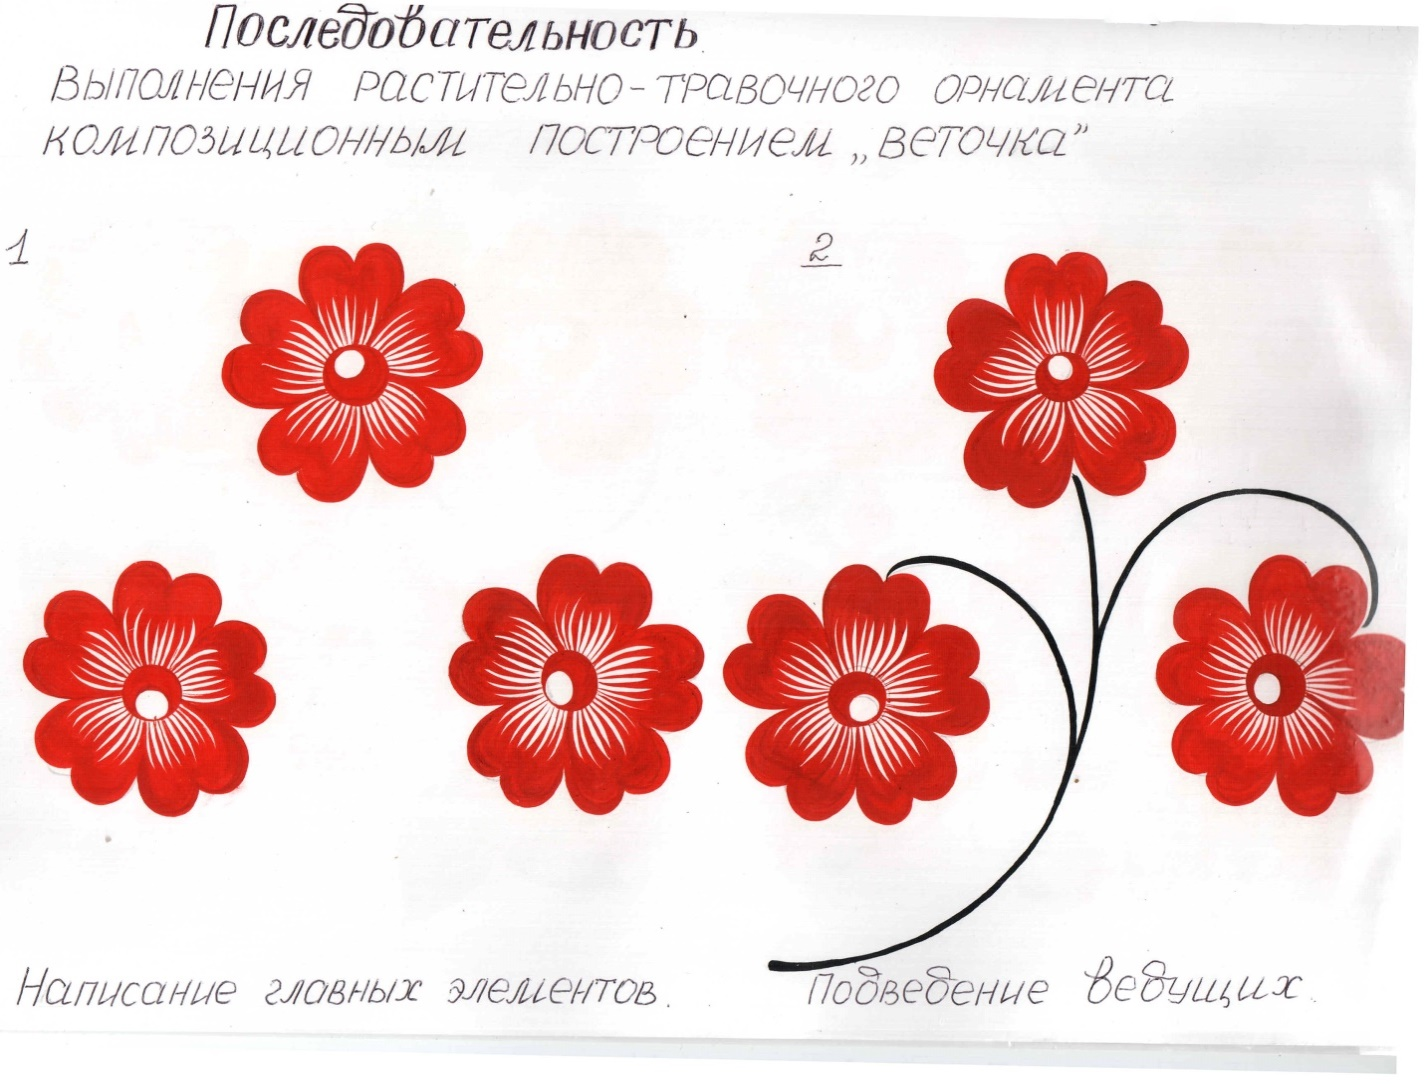 Последовательность
выполнения растительно-травочного орнамента
композиционным построением „веточка”
1
2
Написание главных элементов.
Подведение ведущих.